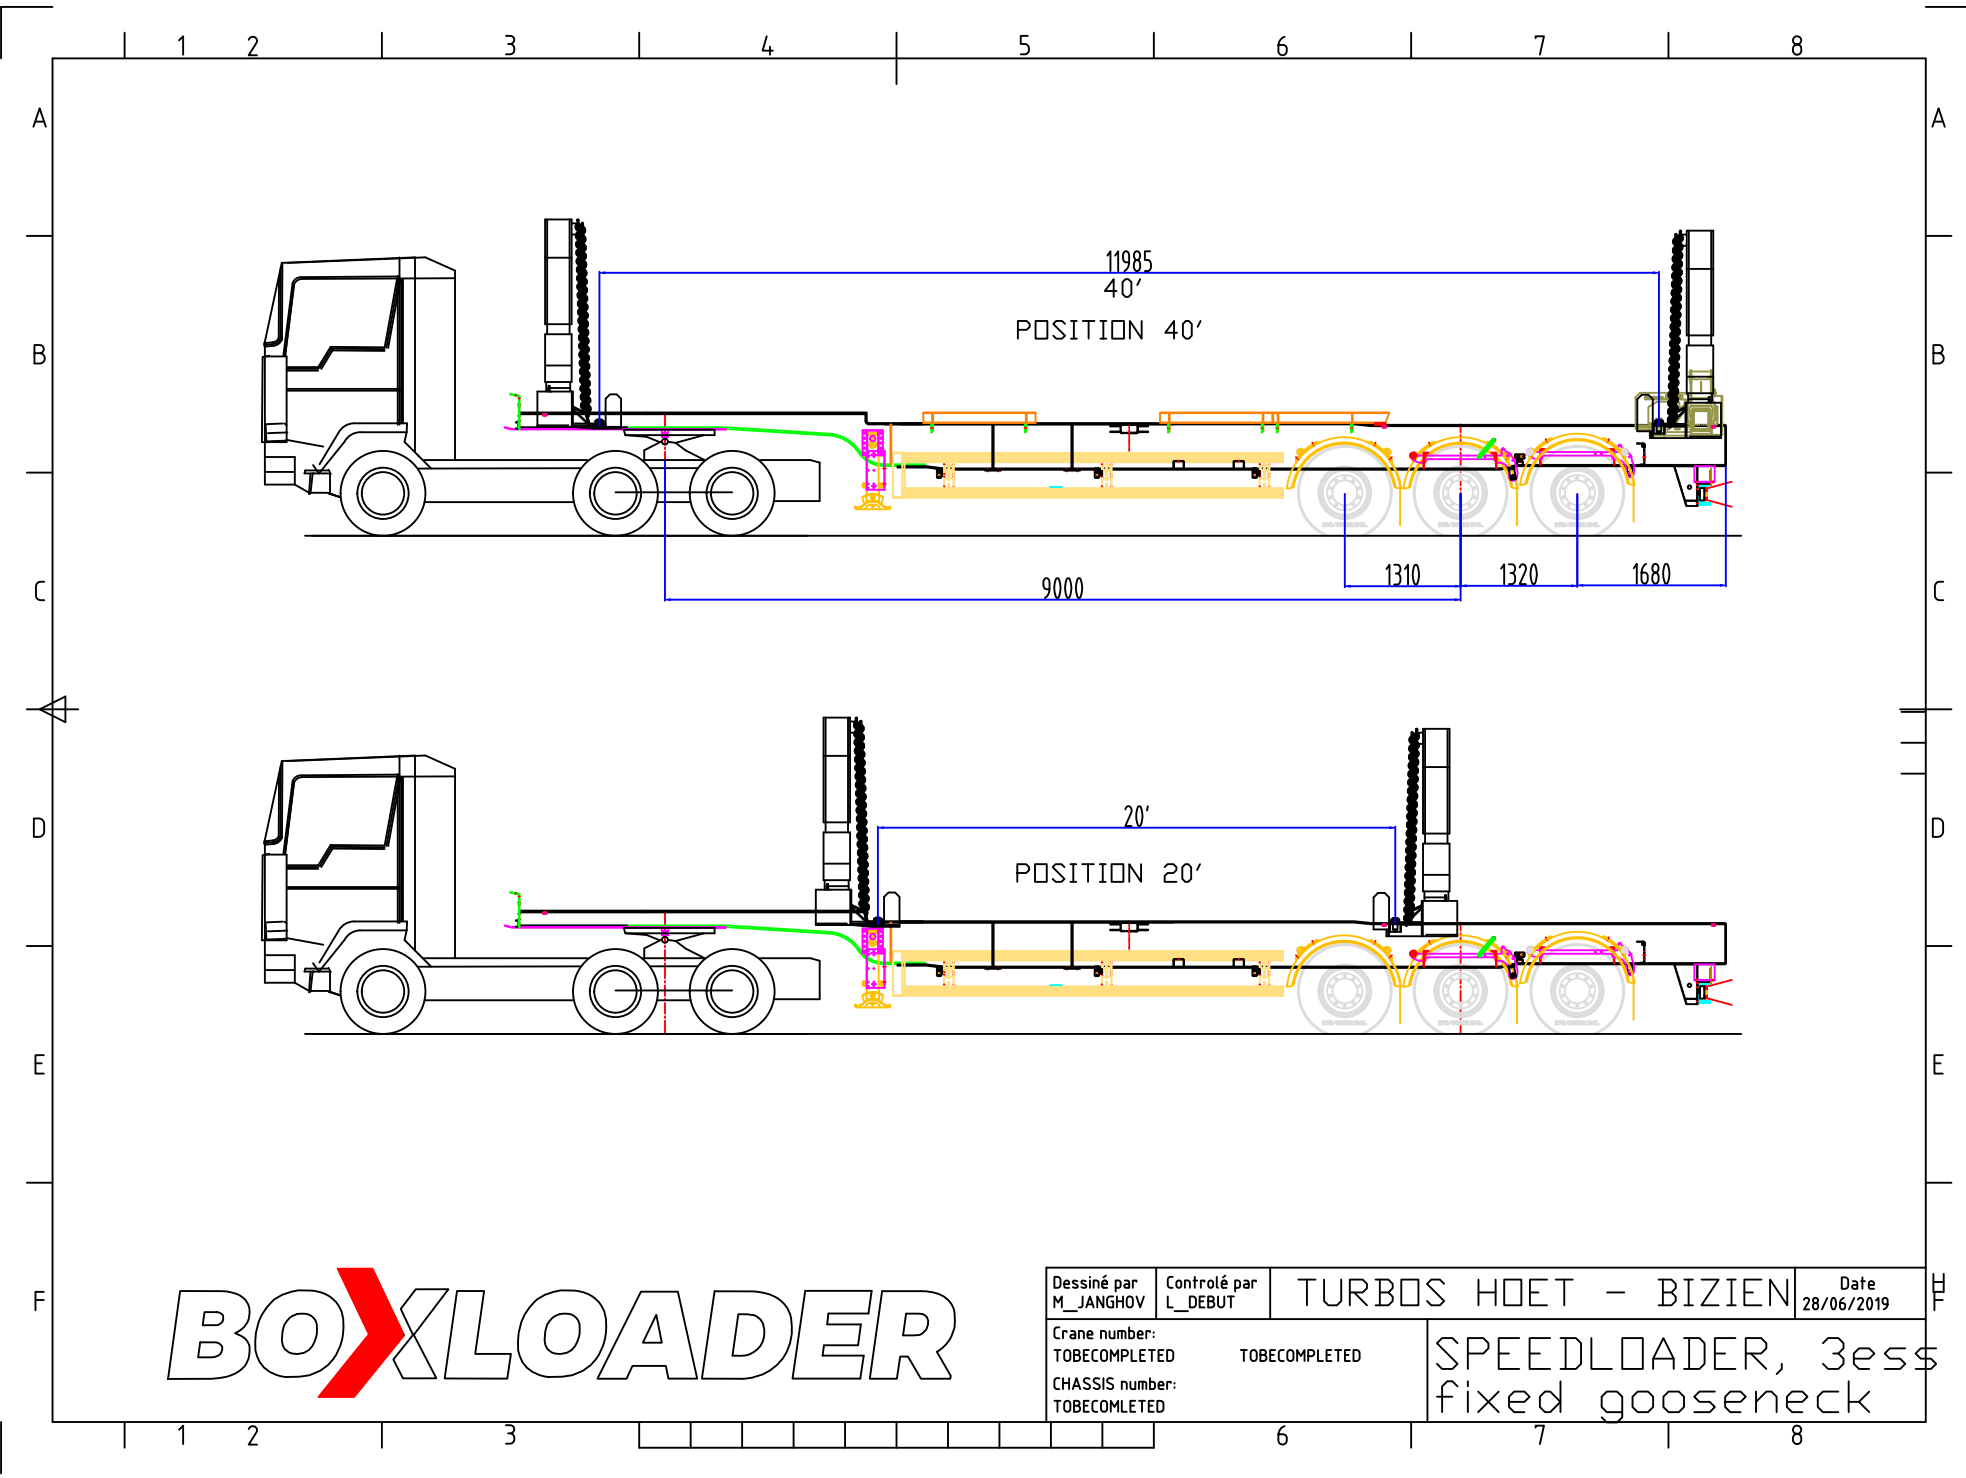 1 2 3 4 5 6 7 8
A A
11985
40'
POSITION 40'
B B
C C
9000 1310 1320 1680
20'
D D
POSITION 20'
E E
F H F
BOXLOADER
Dessiné par
M_JANGHOV
Controlé par
L_DEBUT
TURBOS HOET - BIZIEN
Date
28/06/2019
Crane number:
TOBECOMPLETED TOBECOMPLETED
CHASSIS number:
TOBECOMLETED
SPEEDLOADER, 3ess
fixed gooseneck
1 2 3 6 7 8